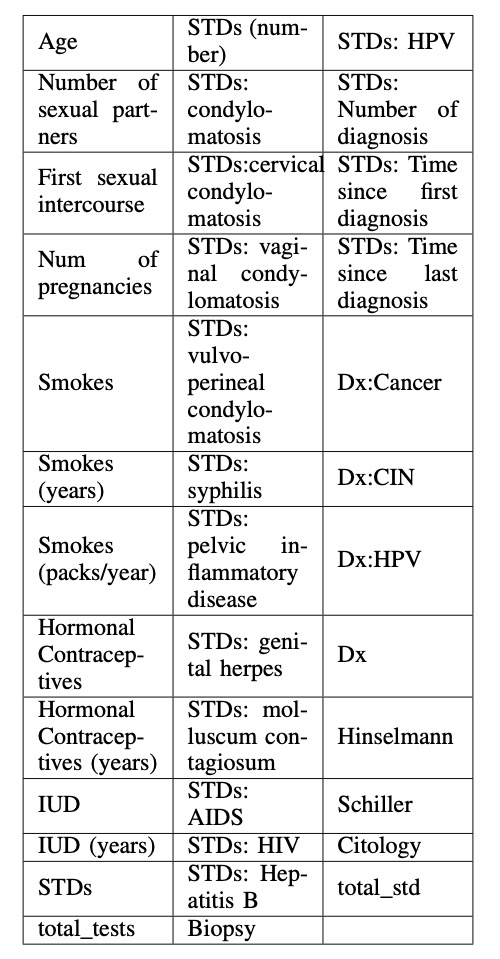 Age
STDs (num-
ber)
STDs: HPV
Number of
sexual part-
ners
STDs:
condylo-
matosis
STDs:
Number of
diagnosis
First sexual
intercourse
STDs:cervical
condylo-
matosis
STDs: Time
since first
diagnosis
Num of
pregnancies
STDs: vagi-
nal condy-
lomatosis
STDs: Time
since last
diagnosis
Smokes
STDs:
vulvo-
perineal
condylo-
matosis
Dx:Cancer
Smokes
(years)
STDs:
syphilis
Dx:CIN
Smokes
(packs/year)
STDs:
pelvic in-
flammatory
disease
Dx:HPV
Hormonal
Contracep-
tives
STDs: geni-
tal herpes
Dx
Hormonal
Contracep-
tives (years)
STDs: mol-
luscum con-
tagiosum
Hinselmann
IUD
STDs:
AIDS
Schiller
IUD (years)
STDs: HIV
Citology
STDs
STDs: Hep-
atitis B
total_std
total_tests
Biopsy